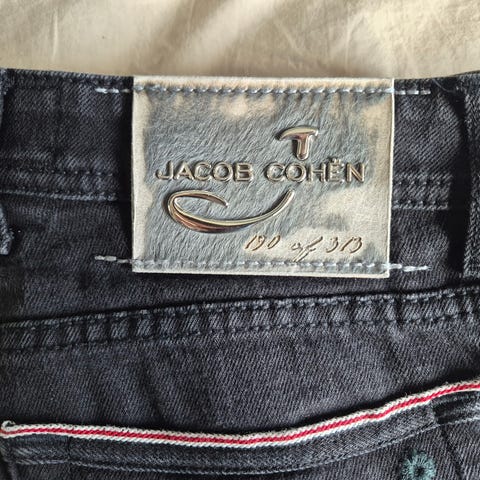 JACOB COHËN
190 of 313